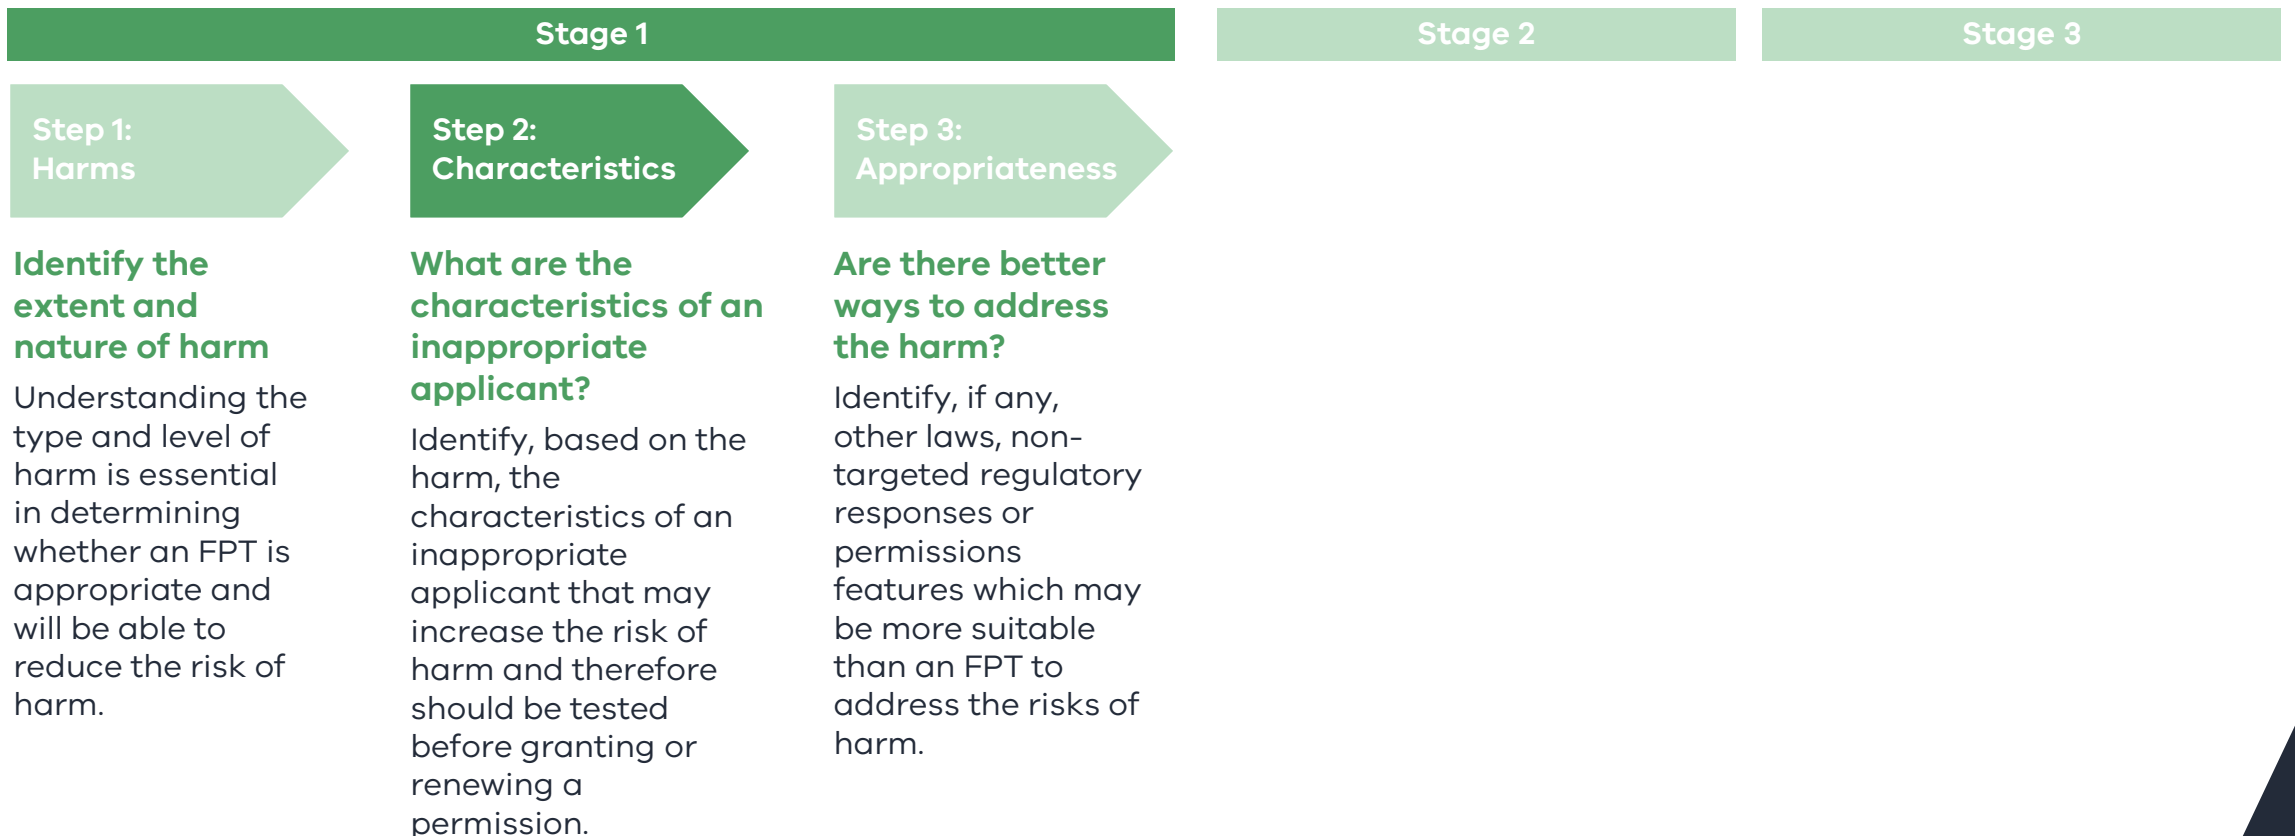 Stage 1
Stage 2
Stage 3
Step 1:
Harms
Step 2:
Characteristics
Step 3:
Appropriateness
Identify the
extent and
nature of harm
Understanding the
type and level of
harm is essential
in determining
whether an FPT is
appropriate and
will be able to
reduce the risk of
harm.
What are the
characteristics of an
inappropriate
applicant?
Identify, based on the
harm, the
characteristics of an
inappropriate
applicant that may
increase the risk of
harm and therefore
should be tested
before granting or
renewing a
permission.
Are there better
ways to address
the harm?
Identify, if any,
other laws, non-
targeted regulatory
responses or
permissions
features which may
be more suitable
than an FPT to
address the risks of
harm.